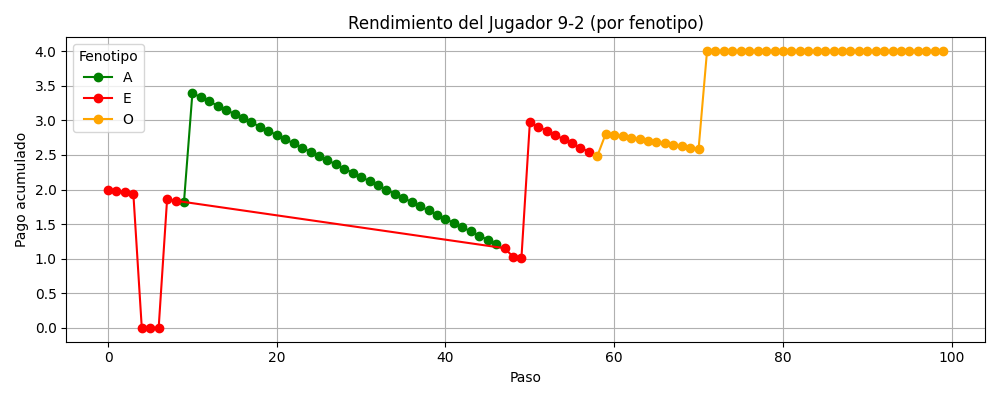 Rendimiento del Jugador 9-2 (por fenotipo)
Pago acumulado
4.0
3.5
3.0
2.5
2.0
1.5
1.0
0.5
0.0
Fenotipo
A
E
O
0 20 40 60 80 100
Paso